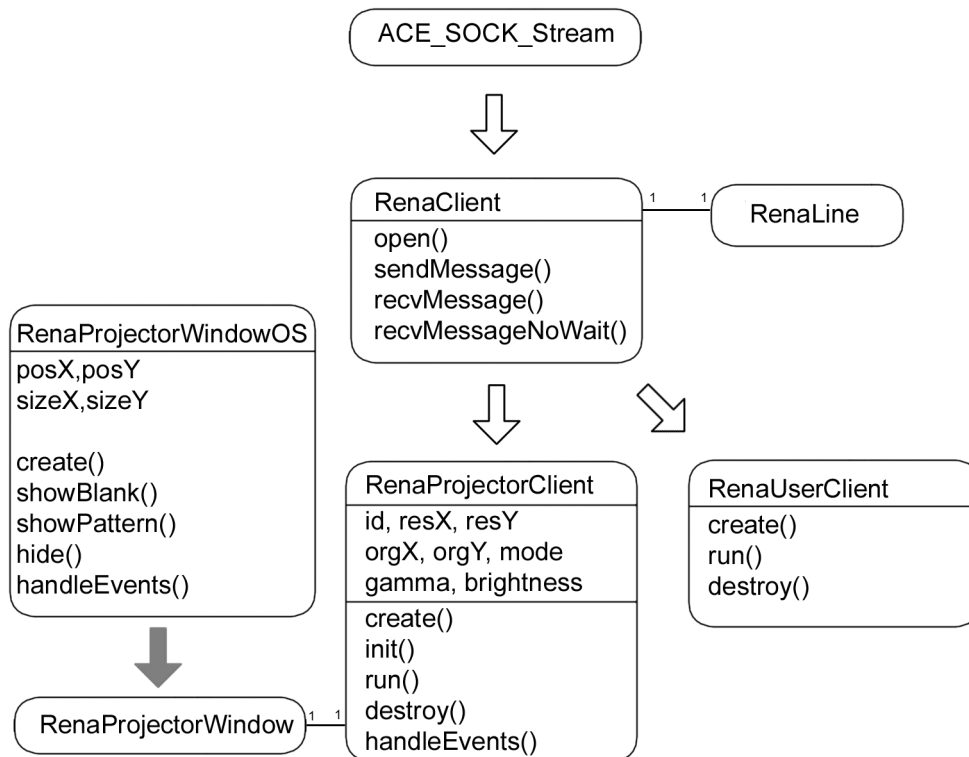 ACE_SOCK_Stream
RenaClient
open()
sendMessage()
recvMessage()
recvMessageNoWait()
1 1
RenaLine
RenaProjectorWindowOS
posX,posY
sizeX,sizeY
create()
showBlank()
showPattern()
hide()
handleEvents()
RenaProjectorClient
id, resX, resY
orgX, orgY, mode
gamma, brightness
create()
init()
run()
destroy()
handleEvents()
RenaUserClient
create()
run()
destroy()
RenaProjectorWindow
1 1